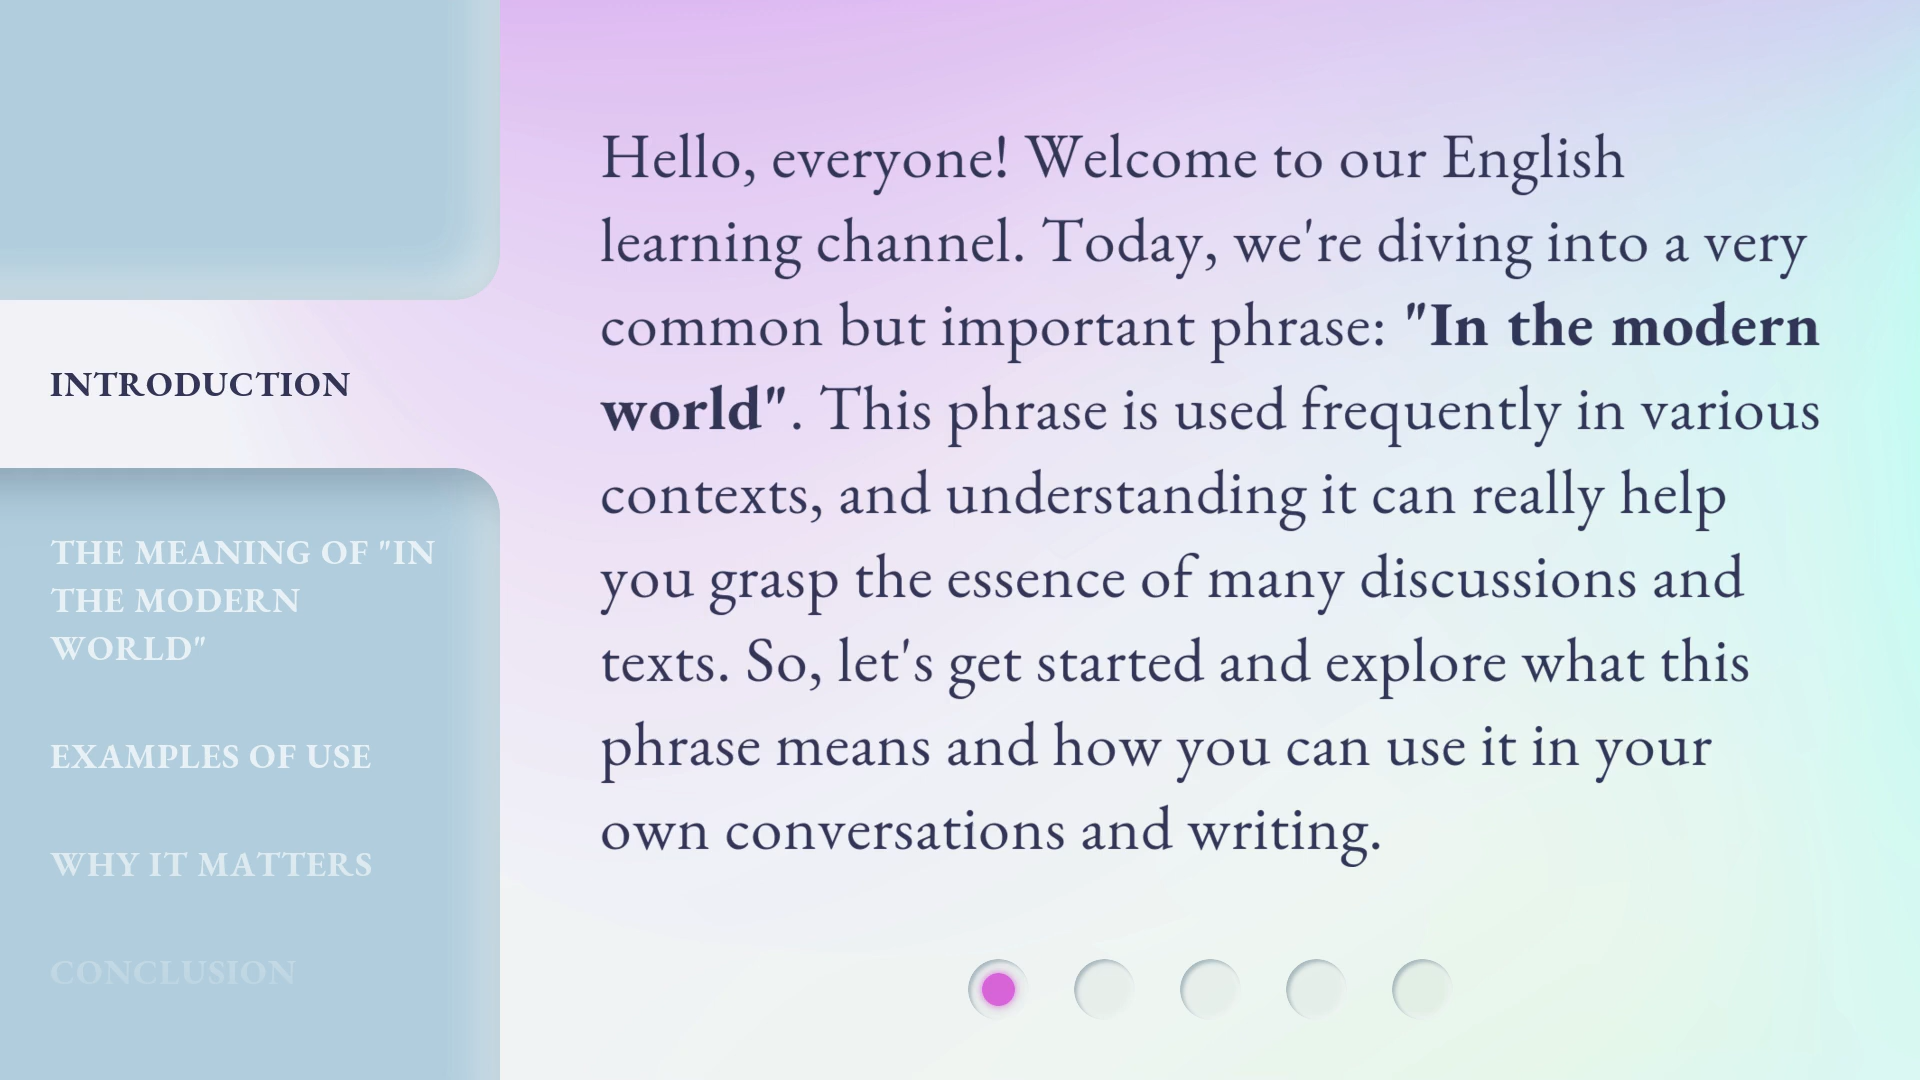 INTRODUCTION
THE MEANING OF "IN
THE MODERN
WORLD"
EXAMPLES OF USE
WHY IT MATTERS
CONCLUSION
Hello, everyone! Welcome to our English
learning channel. Today, we're diving into a very
common but important phrase: "In the modern
world". This phrase is used frequently in various
contexts, and understanding it can really help
you grasp the essence of many discussions and
texts. So, let's get started and explore what this
phrase means and how you can use it in your
own conversations and writing.